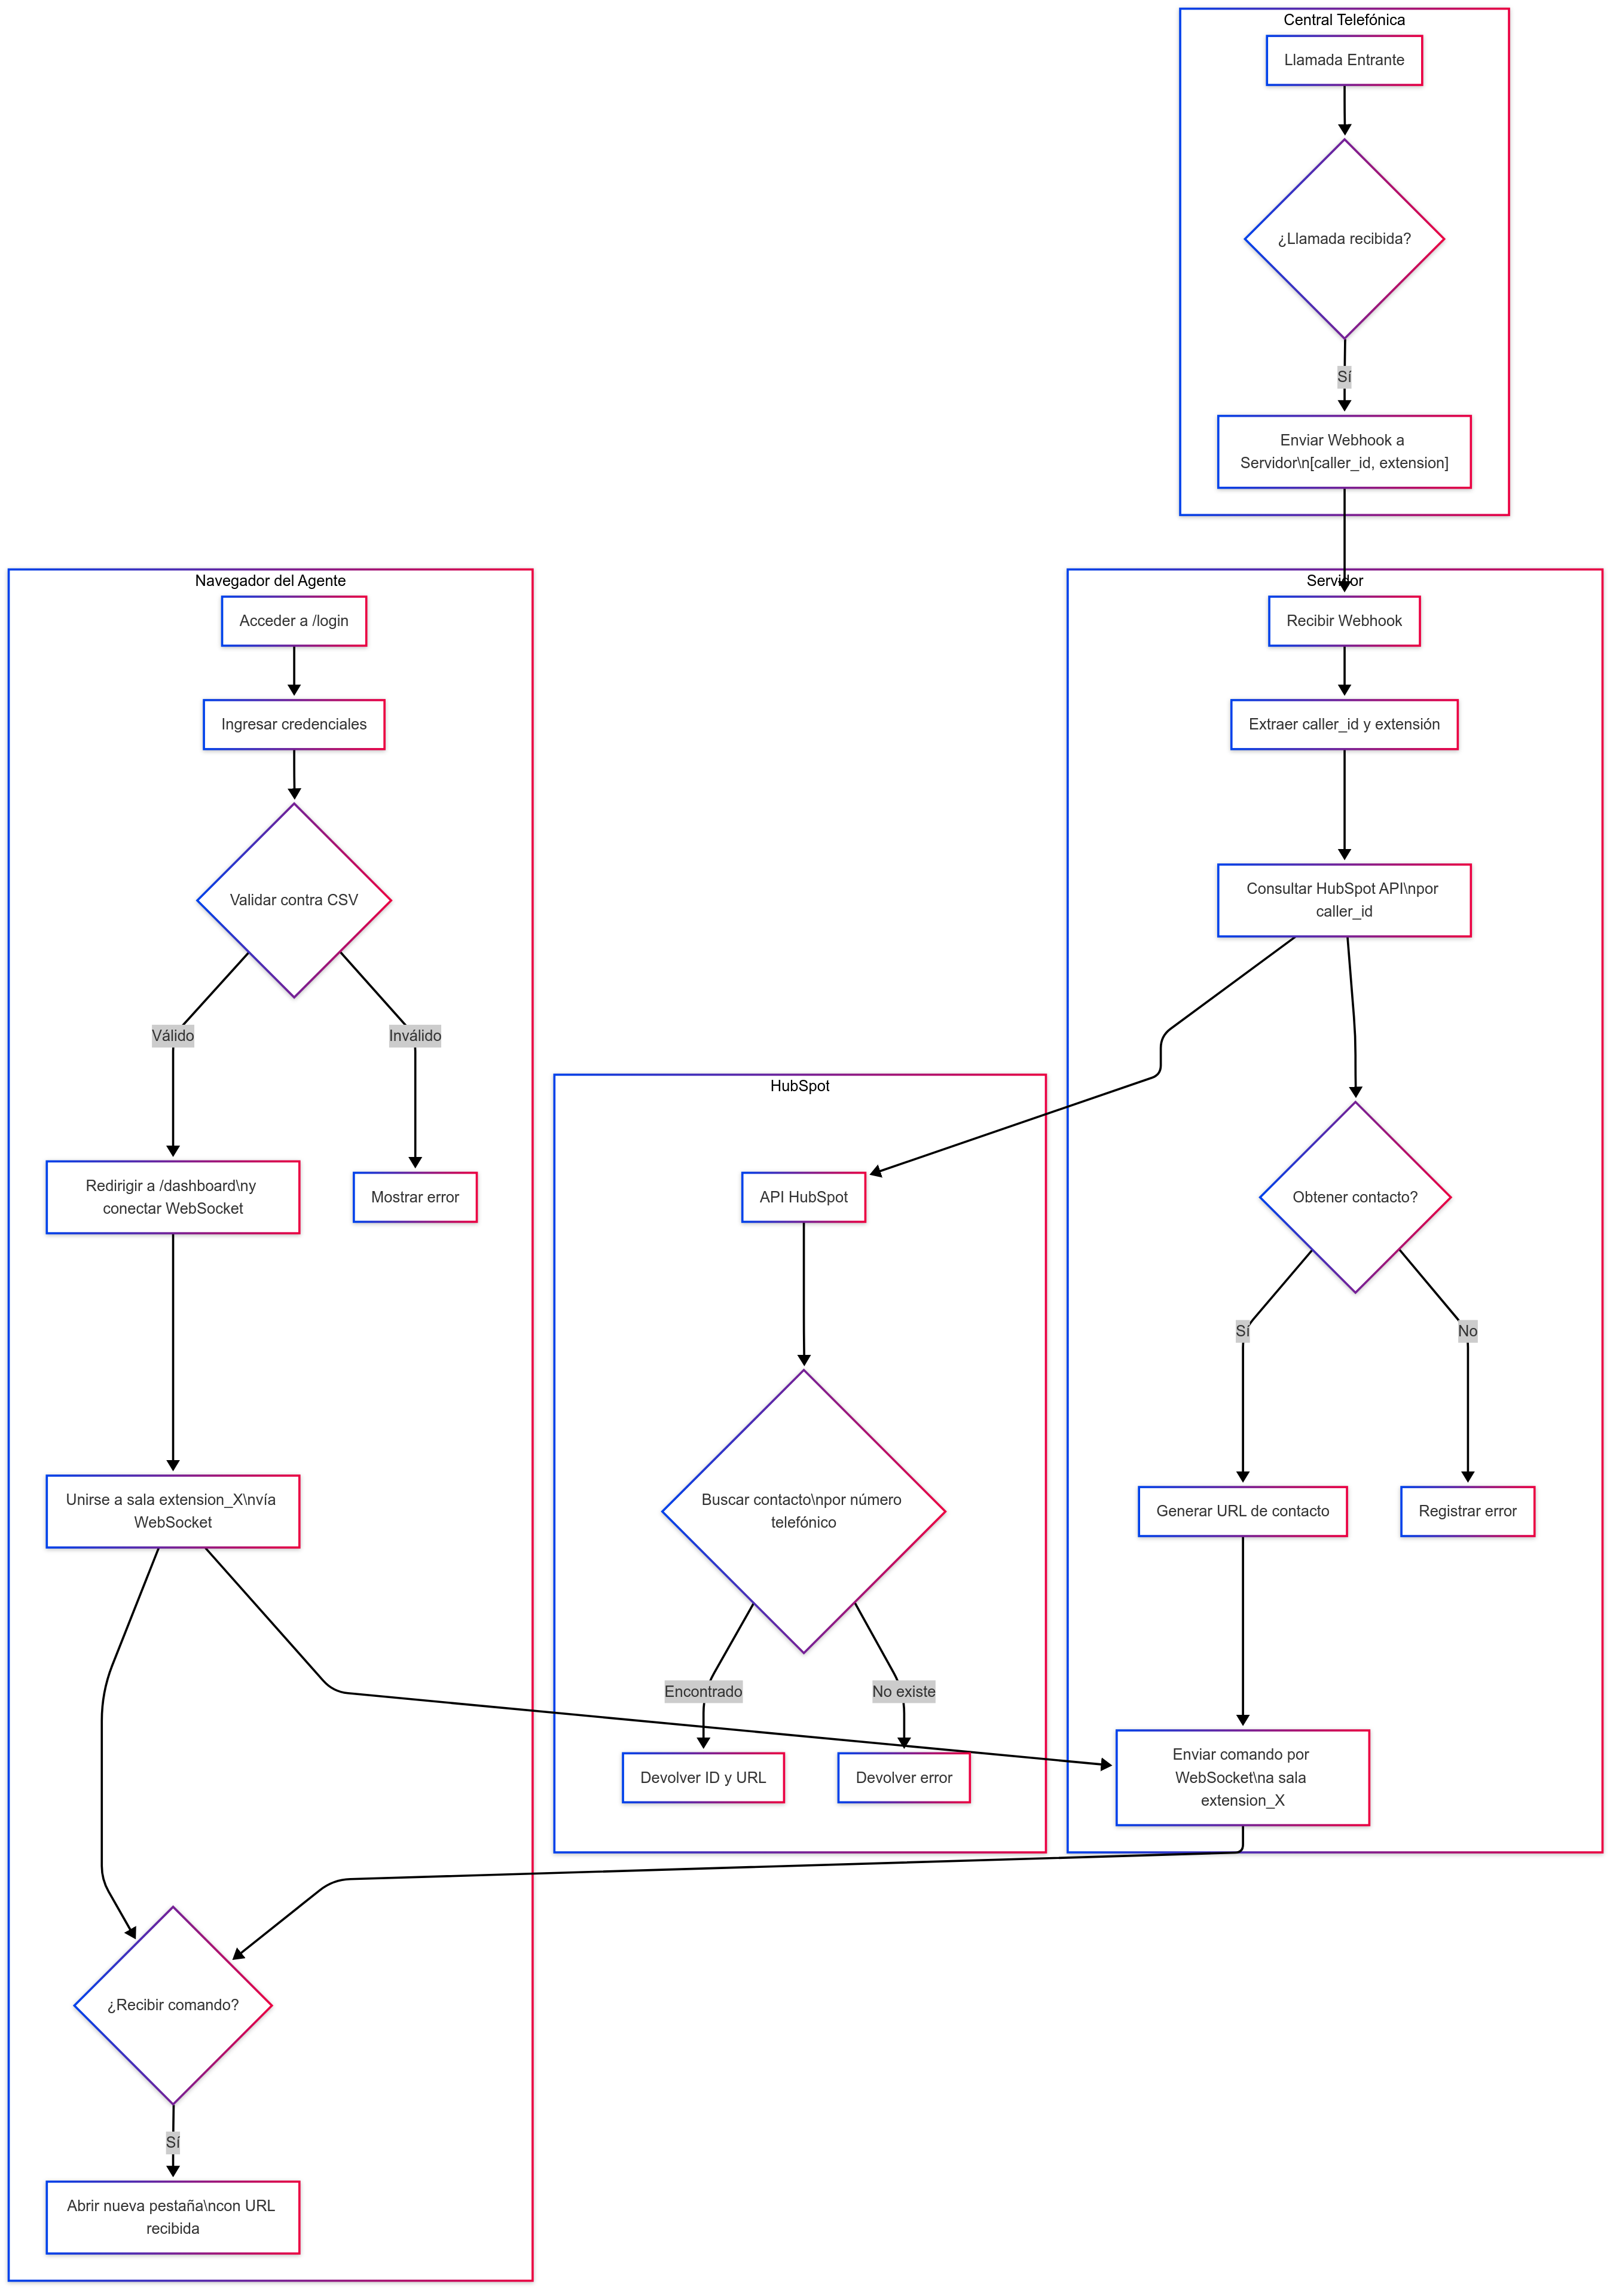 Central Telefónica
Llamada Entrante
¿Llamada recibida?
Sí
Enviar Webhook a
Servidor\n[caller_id, extension]
Navegador del Agente
Acceder a /login
Ingresar credenciales
Validar contra CSV
Válido
Inválido
Redirigir a /dashboard\ny
conectar WebSocket
Mostrar error
Unirse a sala extension_X\nvía
WebSocket
¿Recibir comando?
Sí
Abrir nueva pestaña\ncon URL
recibida
HubSpot
API HubSpot
Buscar contacto\npor número
telefónico
Encontrado
No existe
Devolver ID y URL
Devolver error
Servidor
Recibir Webhook
Extraer caller_id y extensión
Consultar HubSpot API\npor
caller_id
Obtener contacto?
Sí
No
Generar URL de contacto
Registrar error
Enviar comando por
WebSocket\na sala
extension_X